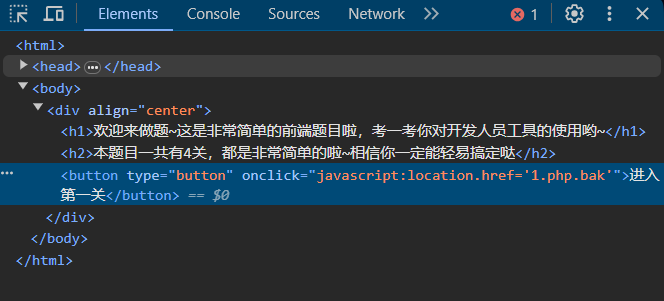 Elements Console Sources Network 1
<html>
<head> </head>
<body>
<div align="center">
<h1>欢迎来做题~这是非常简单的前端题目啦，考一考你对开发人员工具的使用哟~</h1>
<h2>本题目一共有4关，都是非常简单的啦~相信你一定能轻易搞定哒</h2>
<button type="button" onclick="javascript:location.href='1.php.bak'">进入
第一关</button> == $0
</div>
</body>
</html>